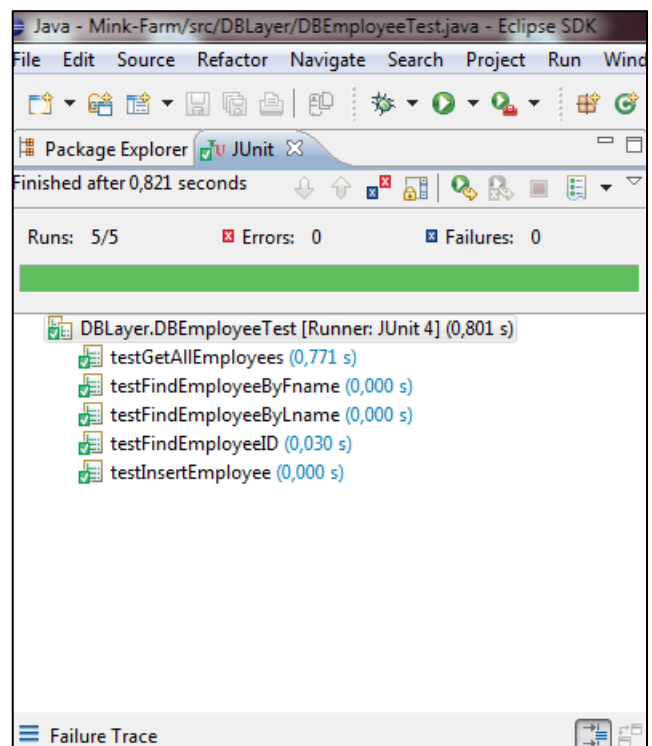 Java - Mink-Farm/src/DBLayer/DBEmployeeTest.java - Eclipse SDK
File Edit Source Refactor Navigate Search Project Run Wind
Package Explorer JUnit
Finished after 0,821 seconds
Runs: 5/5 Errors: 0 Failures: 0
DBLayer.DBEmployeeTest [Runner: JUnit 4] (0,801 s)
testGetAllEmployees (0,771 s)
testFindEmployeeByFname (0,000 s)
testFindEmployeeByLname (0,000 s)
testFindEmployeeID (0,030 s)
testInsertEmployee (0,000 s)
Failure Trace